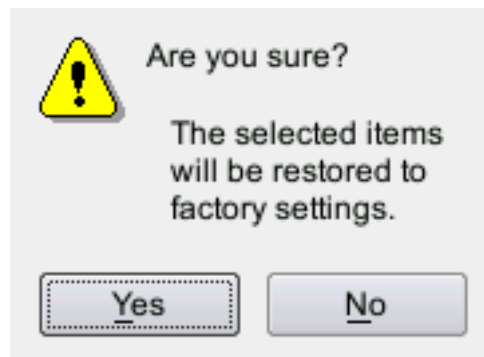 Are you sure?
The selected items
will be restored to
factory settings.
Yes
No